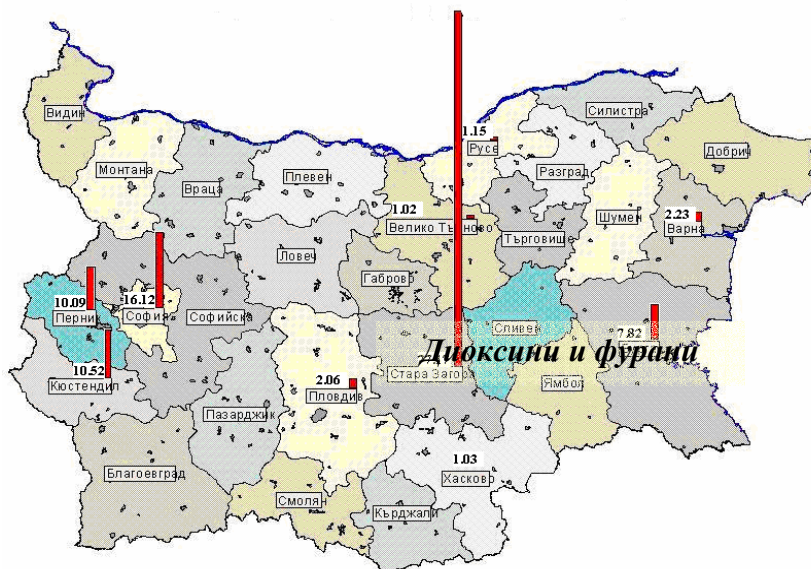 Силистра
1.15
Видин
Русе
Добрич
Монтана
Враца
Плевен
Разград
1.02
2.23
Шумен
Велико Търново
Варна
Търговище
Ловеч
Габрово
10.09
16.12
Перник
София
Софийска
Сливен
7.82
Диоксини и фурани
10.52
Стара Загора
Кюстендил
2.06
Ямбол
Пловдив
Пазарджик
1.03
Благоевград
Хасково
Смолян
Кърджали